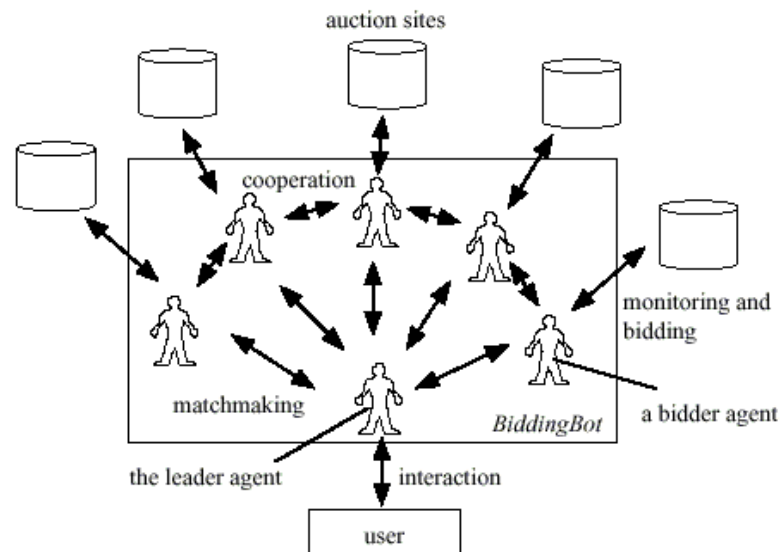 auction sites
cooperation
monitoring and
bidding
matchmaking
a bidder agent
BiddingBot
the leader agent
interaction
user